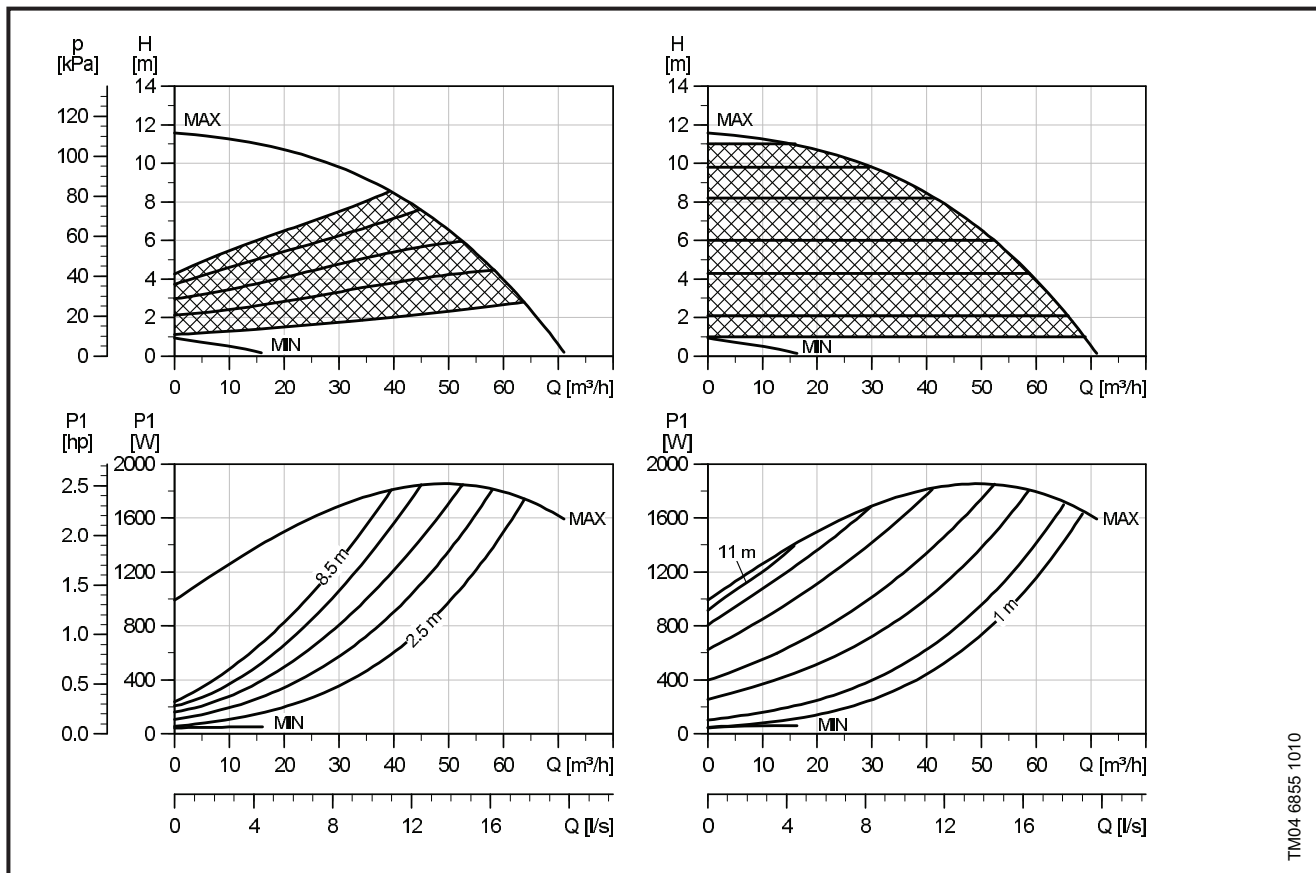 p
[kPa]
H
[m]
120
100
80
60
40
20
0
14
12
10
8
6
4
2
0
MAX
MIN
0 10 20 30 40 50 60 Q [m³/h]
H
[m]
14
12
10
8
6
4
2
0
MAX
MIN
0 10 20 30 40 50 60 Q [m³/h]
P1
[hp]
P1
[W]
2.5
2.0
1.5
1.0
0.5
0.0
2000
1600
1200
800
400
0
8.5 m
2.5 m
MAX
MIN
0 10 20 30 40 50 60 Q [m³/h]
0 4 8 12 16 Q [l/s]
P1
[W]
2000
1600
1200
800
400
0
11 m
1 m
MAX
MIN
0 10 20 30 40 50 60 Q [m³/h]
0 4 8 12 16 Q [l/s]
TM04 6855 1010